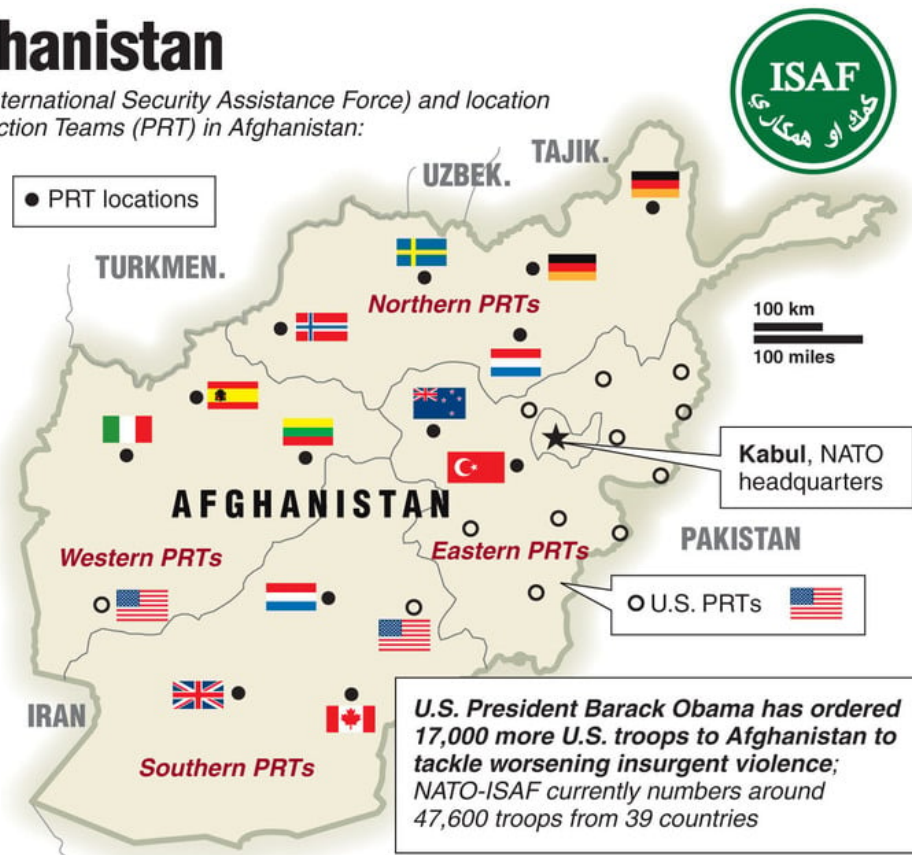 hanistan
ternational Security Assistance Force) and location
ction Teams (PRT) in Afghanistan:
ISAF
کمک او همکاري
PRT locations
UZBEK.
TAJIK.
TURKMEN.
Northern PRTs
100 km
100 miles
Kabul, NATO
headquarters
AFGHANISTAN
Western PRTs
Eastern PRTs
PAKISTAN
U.S. PRTs
IRAN
Southern PRTs
U.S. President Barack Obama has ordered
17,000 more U.S. troops to Afghanistan to
tackle worsening insurgent violence;
NATO-ISAF currently numbers around
47,600 troops from 39 countries